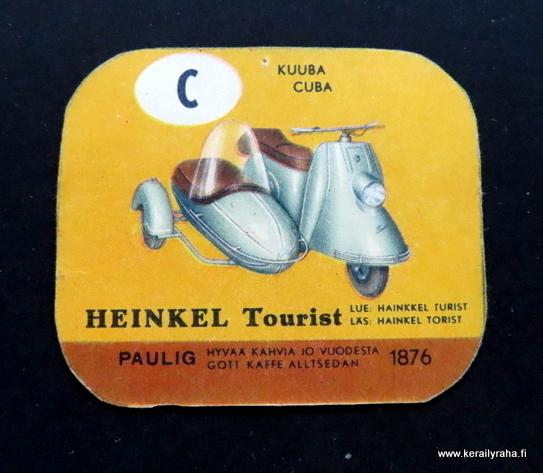 C
KUUBA
CUBA
HEINKEL Tourist
LUE: HAINKKEL TURIST
LÄS: HAINKEL TORIST
PAULIG
HYVÄÄ KAHVIA JO VUODESTA
GOTT KAFFE ALLTSEDAN
1876
www.kerailyraha.fi